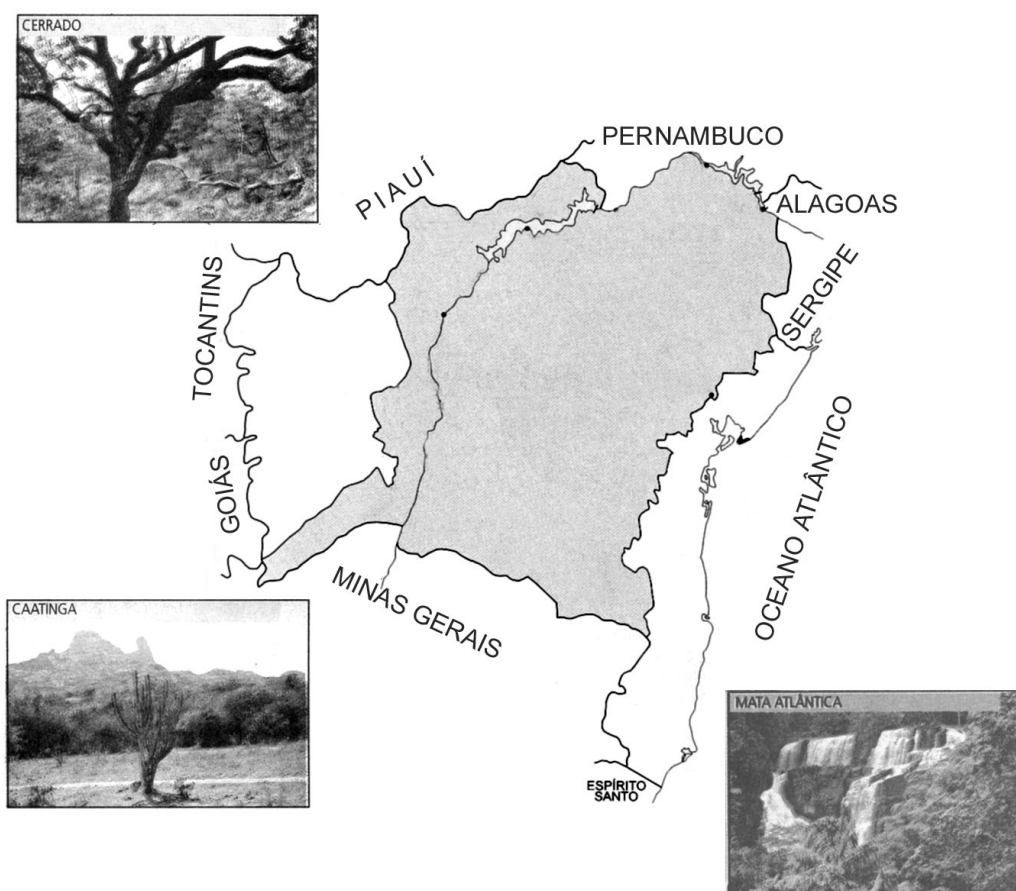 CERRADO
PERNAMBUCO
PIAUÍ
ALAGOAS
TOCANTINS
SERGIPE
GOIÁS
OCEANO ATLÂNTICO
MINAS GERAIS
CAATINGA
MATA ATLÂNTICA
ESPÍRITO
SANTO